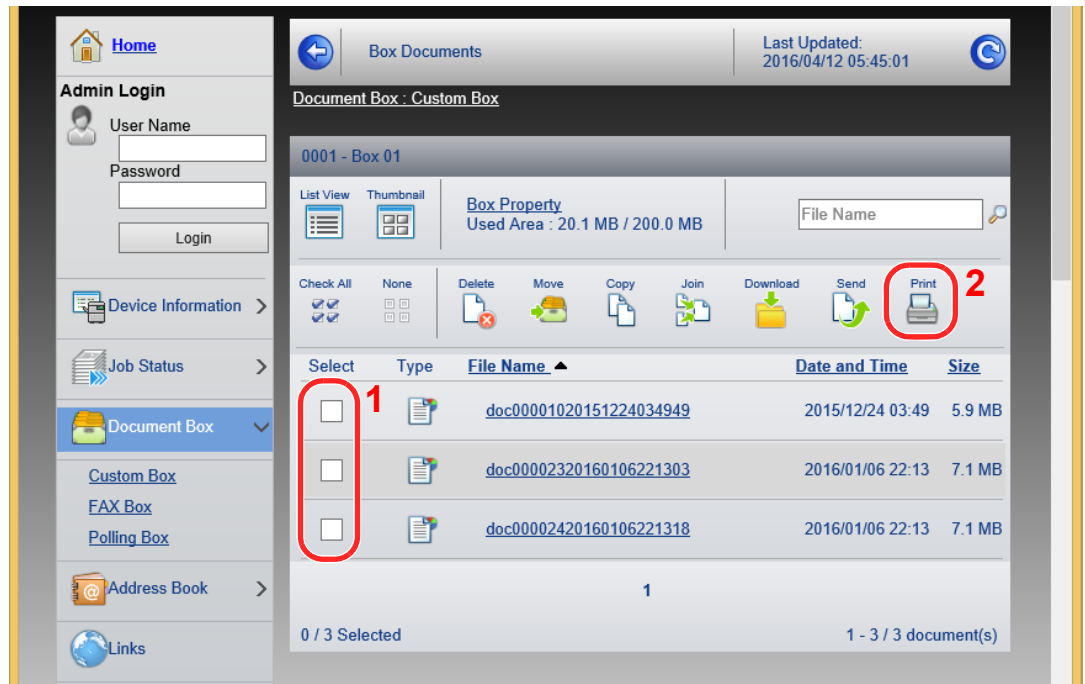 Home
Admin Login
User Name
Password
Login
Device Information
Job Status
Document Box
Custom Box
FAX Box
Polling Box
Address Book
Links
Box Documents
Last Updated:
2016/04/12 05:45:01
Document Box : Custom Box
0001 - Box 01
List View Thumbnail
Box Property
Used Area : 20.1 MB / 200.0 MB
File Name
Check All None Delete Move Copy Join Download Send Print 2
Select Type File Name Date and Time Size
1
doc00001020151224034949 2015/12/24 03:49 5.9 MB
doc00002320160106221303 2016/01/06 22:13 7.1 MB
doc00002420160106221318 2016/01/06 22:13 7.1 MB
1
0 / 3 Selected 1 - 3 / 3 document(s)